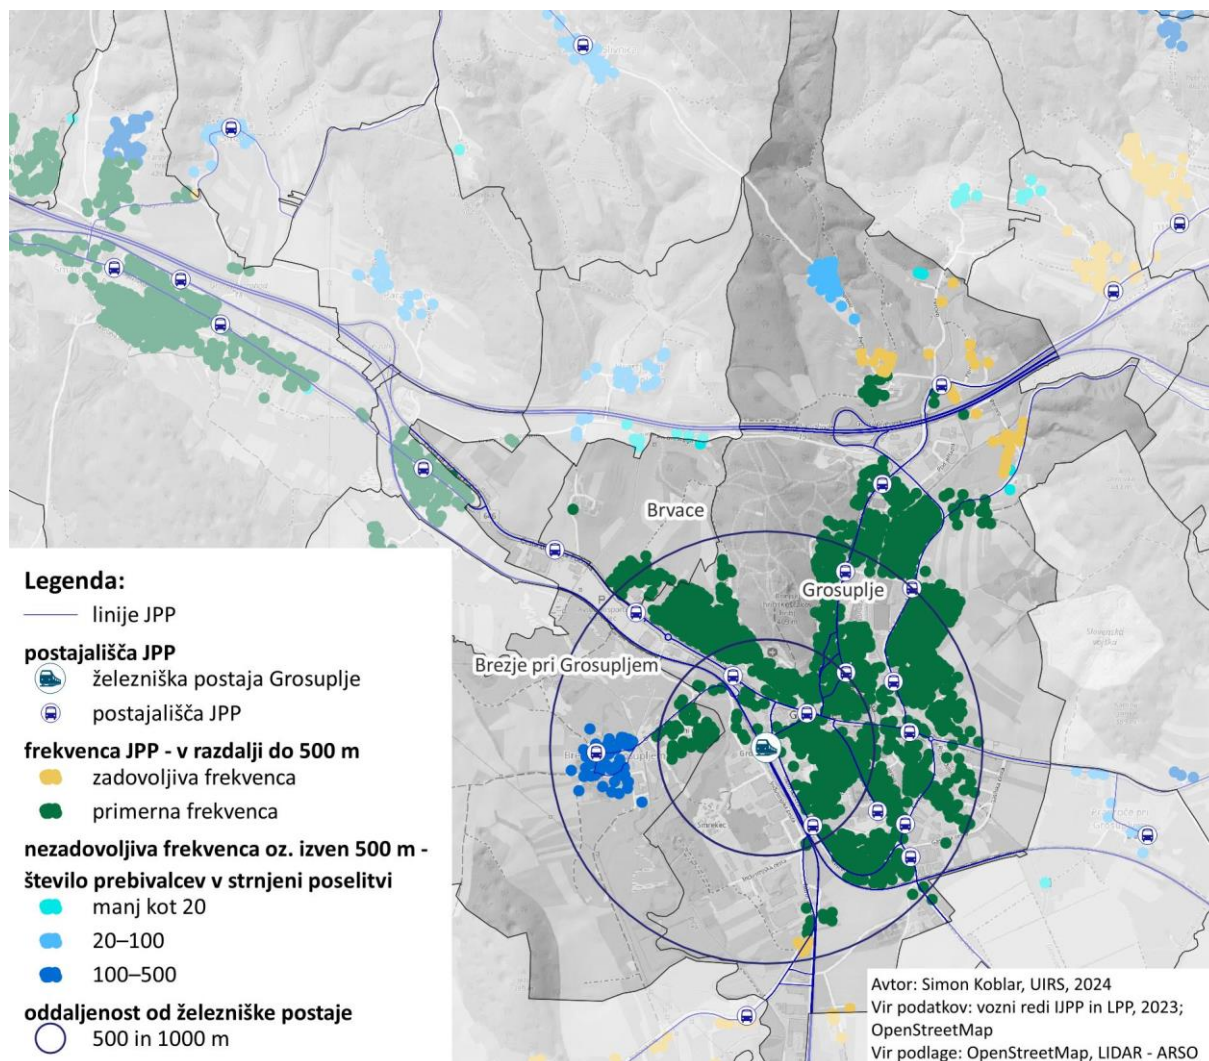 Brvace
Grosuplje
Brezje pri Grosupljem
Legenda:
linije JPP
postajališča JPP
železniška postaja Grosuplje
postajališča JPP
frekvenca JPP - v razdalji do 500 m
zadovoljiva frekvenca
primerna frekvenca
nezadovoljiva frekvenca oz. izven 500 m -
število prebivalcev v strnjeni poselitvi
manj kot 20
20–100
100–500
oddaljenost od železniške postaje
500 in 1000 m
Avtor: Simon Koblar, UIRS, 2024
Vir podatkov: vozni redi IJPP in LPP, 2023;
OpenStreetMap
Vir podlage: OpenStreetMap, LIDAR - ARSO